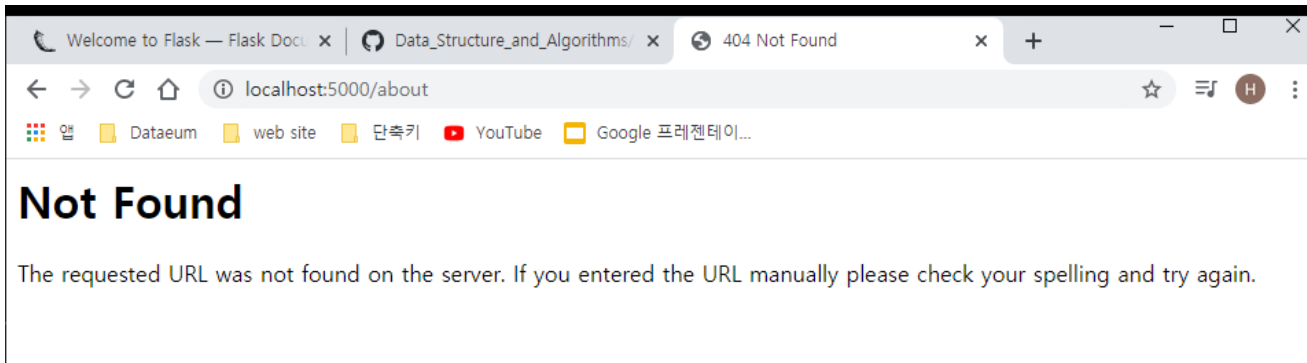 Welcome to Flask — Flask Docu
Data_Structure_and_Algorithms/
404 Not Found
localhost:5000/about
H
앱
Dataeum
web site
단축키
YouTube
Google 프레젠테이...
Not Found
The requested URL was not found on the server. If you entered the URL manually please check your spelling and try again.